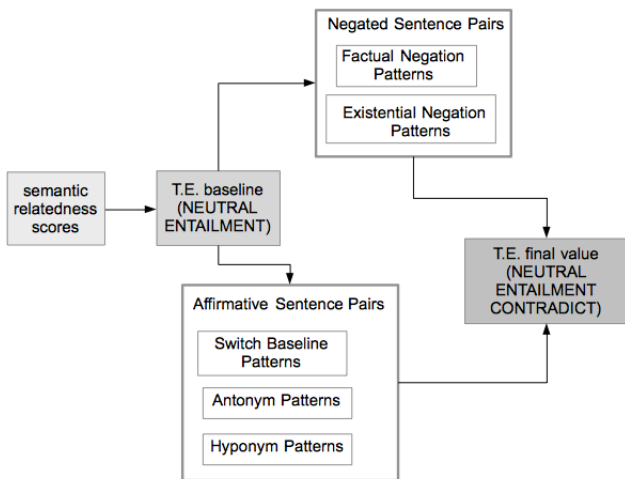 Negated Sentence Pairs
Factual Negation
Patterns
Existential Negation
Patterns
semantic
relatedness
scores
T.E. baseline
(NEUTRAL
ENTAILMENT)
T.E. final value
(NEUTRAL
ENTAILMENT
CONTRADICT)
Affirmative Sentence Pairs
Switch Baseline
Patterns
Antonym Patterns
Hyponym Patterns